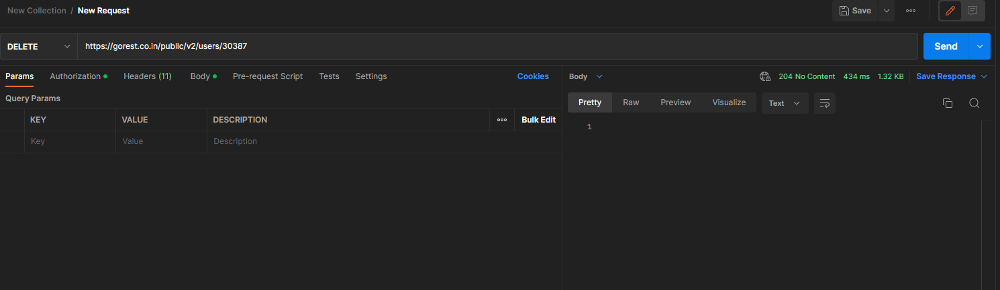 New Collection / New Request
Save
DELETE
https://gorest.co.in/public/v2/users/30387
Send
Params Authorization Headers (11) Body Pre-request Script Tests Settings Cookies
Body 204 No Content 434 ms 1.32 KB Save Response
Query Params
Pretty Raw Preview Visualize Text
KEY VALUE DESCRIPTION Bulk Edit
Key Value Description
1